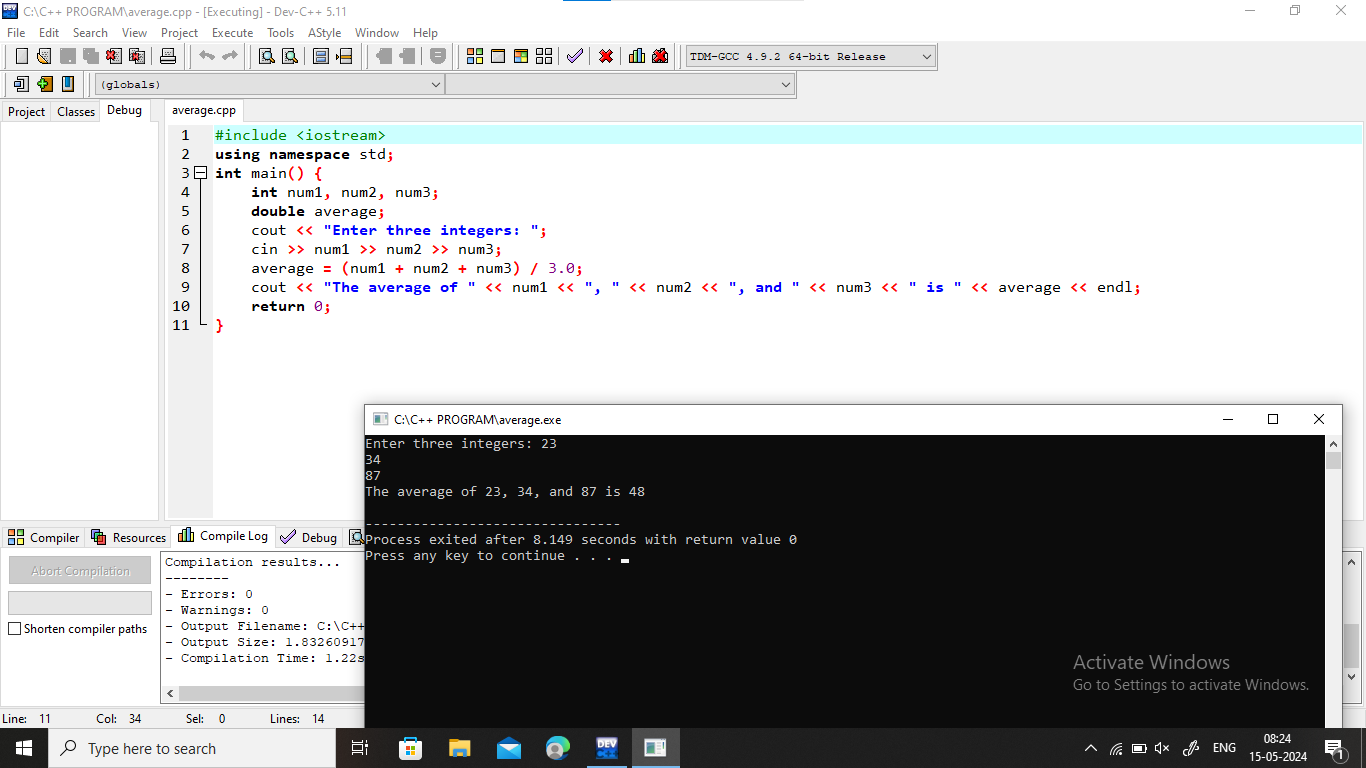 C:\C++ PROGRAM\average.cpp - [Executing] - Dev-C++ 5.11
File Edit Search View Project Execute Tools AStyle Window Help
TDM-GCC 4.9.2 64-bit Release
(globals)
Project Classes Debug average.cpp
1 #include <iostream>
2 using namespace std;
3 int main() {
4 int num1, num2, num3;
5 double average;
6 cout << "Enter three integers: ";
7 cin >> num1 >> num2 >> num3;
8 average = (num1 + num2 + num3) / 3.0;
9 cout << "The average of " << num1 << ", " << num2 << ", and " << num3 << " is " << average << endl;
10 return 0;
11 }
C:\C++ PROGRAM\average.exe
Enter three integers: 23
34
87
The average of 23, 34, and 87 is 48
--------------------------------
Process exited after 8.149 seconds with return value 0
Press any key to continue . . .
Compiler Resources Compile Log Debug
Abort Compilation
Shorten compiler paths
Compilation results...
--------
- Errors: 0
- Warnings: 0
- Output Filename: C:\C++
- Output Size: 1.83260917
- Compilation Time: 1.22s
Activate Windows
Go to Settings to activate Windows.
Line: 11 Col: 34 Sel: 0 Lines: 14
Type here to search
DEV
ENG
08:24
15-05-2024
1